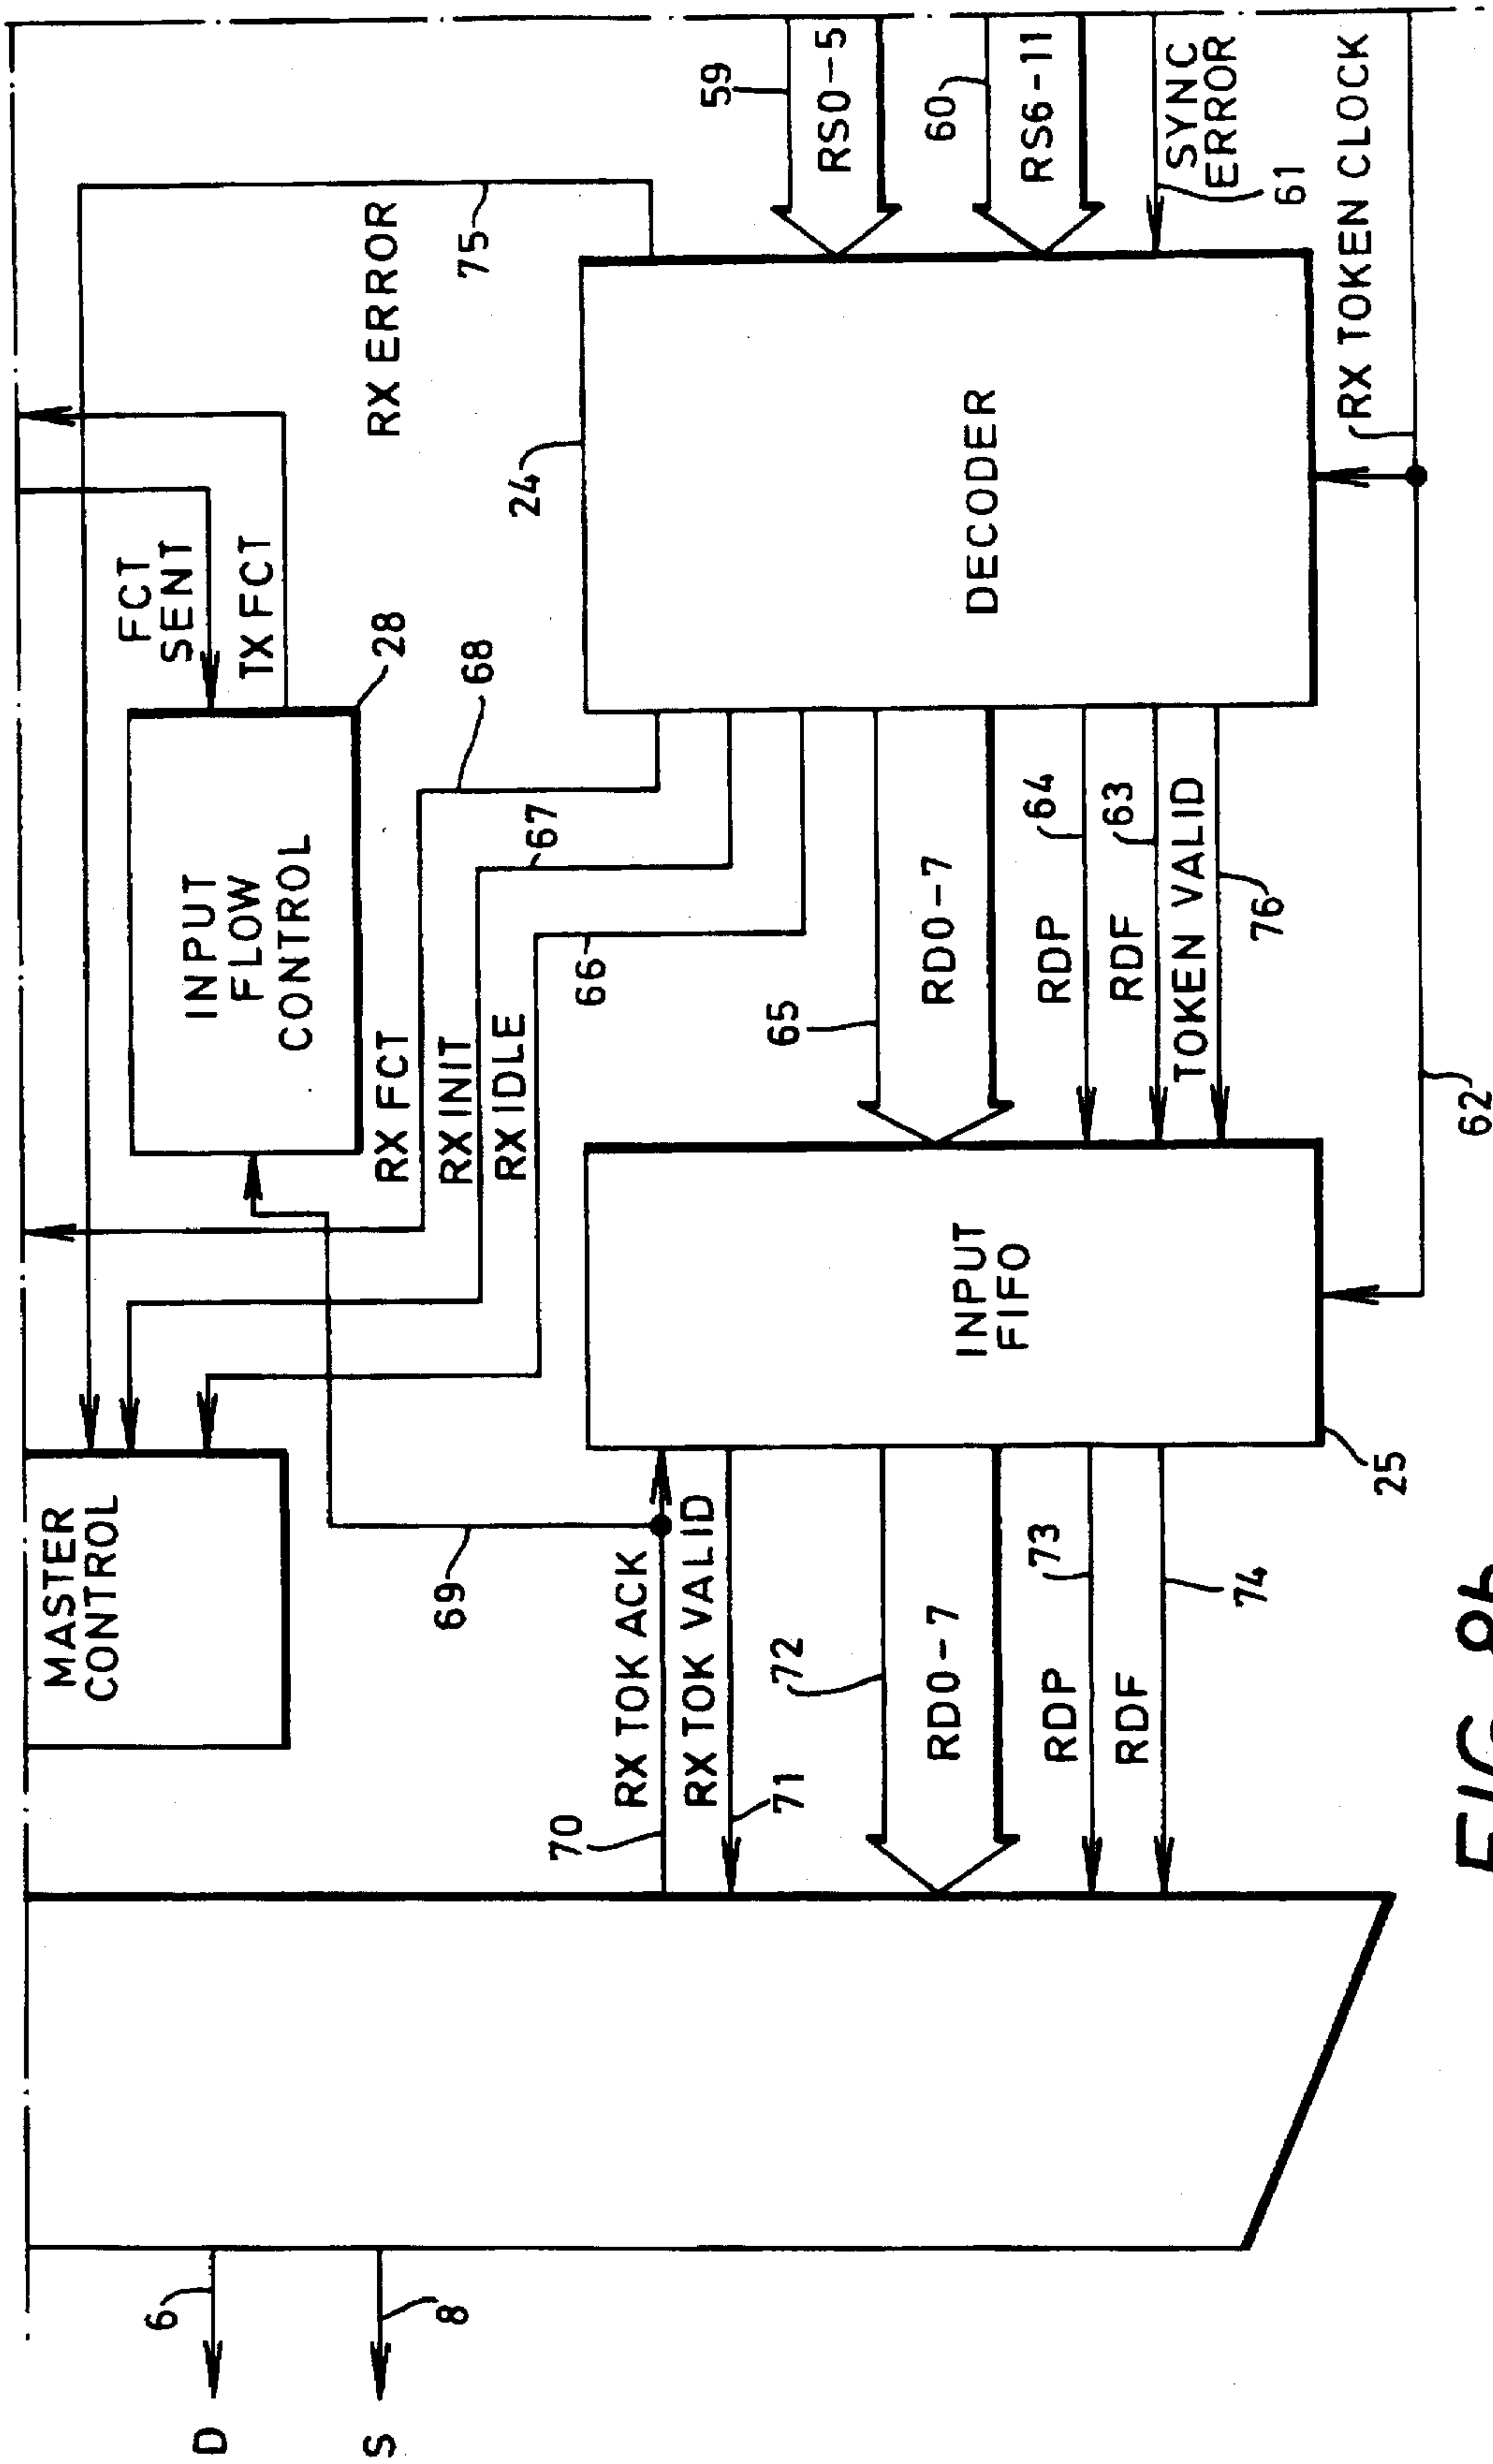 MASTER
CONTROL
FCT
SENT
TX FCT
INPUT
FLOW
CONTROL
28
RX ERROR
75
D
6
S
8
RX FCT
RX INIT
RX IDLE
68
67
66
69
24
DECODER
59
RS0-5
60
RS6-11
SYNC
ERROR
61
RX TOKEN CLOCK
70
RX TOK ACK
RX TOK VALID
71
72
RD0-7
73
RDP
RDF
74
INPUT
FIFO
25
65
RD0-7
64
RDP
63
RDF
TOKEN VALID
76
62
FIG. 8b